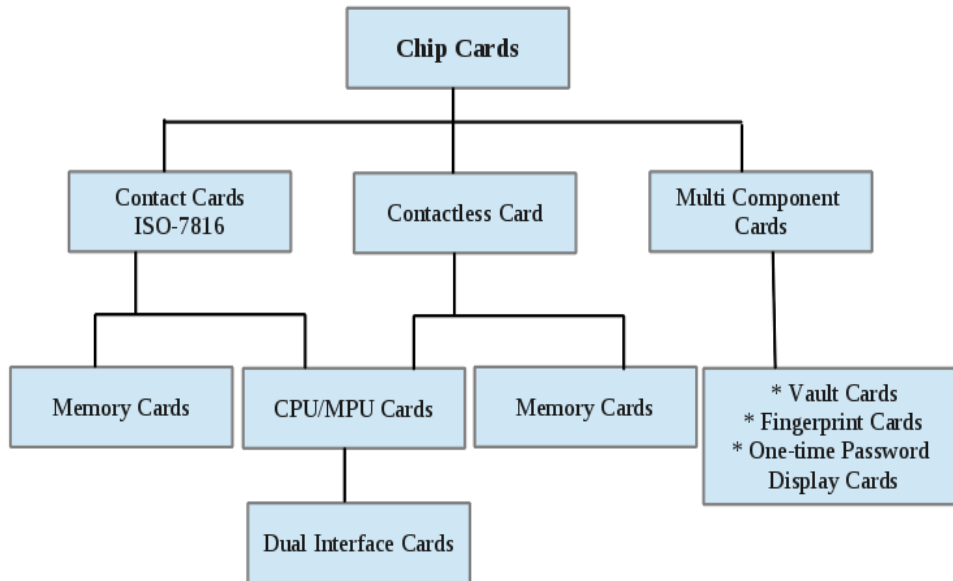 Chip Cards
Contact Cards
ISO-7816
Contactless Card
Multi Component
Cards
Memory Cards
CPU/MPU Cards
Memory Cards
* Vault Cards
* Fingerprint Cards
* One-time Password
Display Cards
Dual Interface Cards